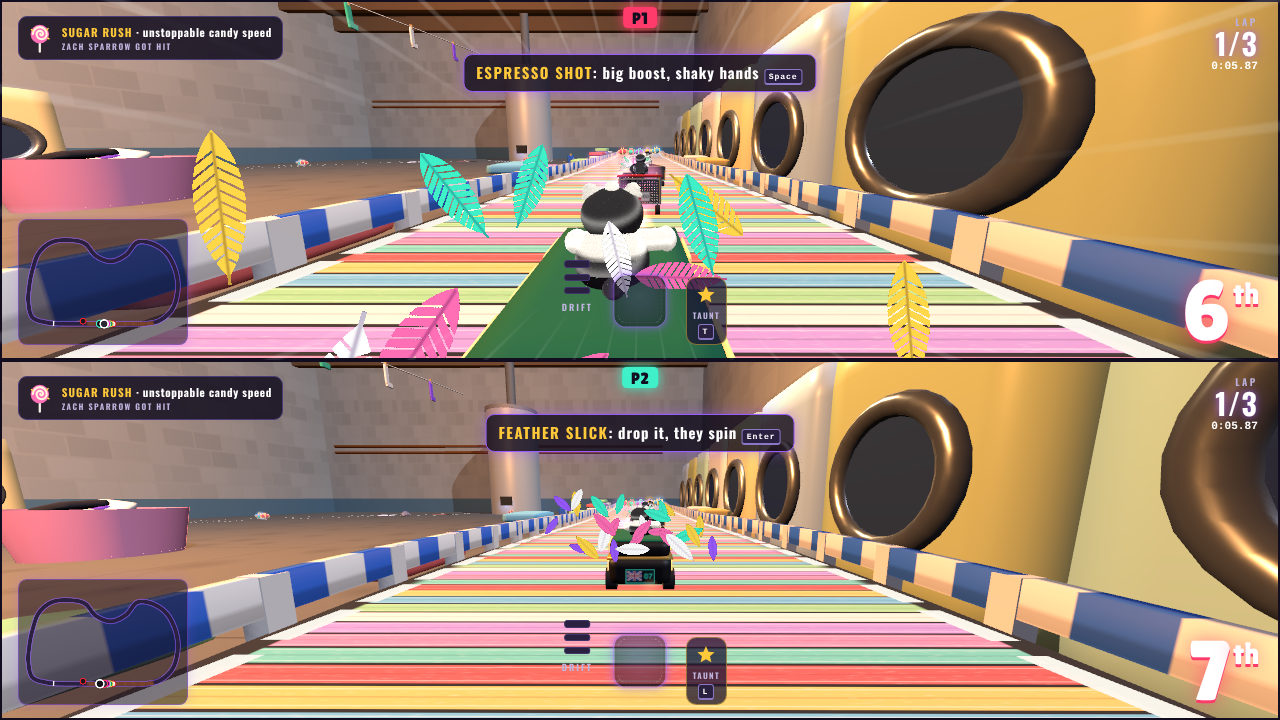 P1
SUGAR RUSH · unstoppable candy speed
ZACH SPARROW GOT HIT
ESPRESSO SHOT: big boost, shaky hands Space
LAP
1/3
0:05.87
DRIFT
TAUNT
T
6th
P2
SUGAR RUSH · unstoppable candy speed
ZACH SPARROW GOT HIT
FEATHER SLICK: drop it, they spin Enter
LAP
1/3
0:05.87
87
DRIFT
TAUNT
L
7th